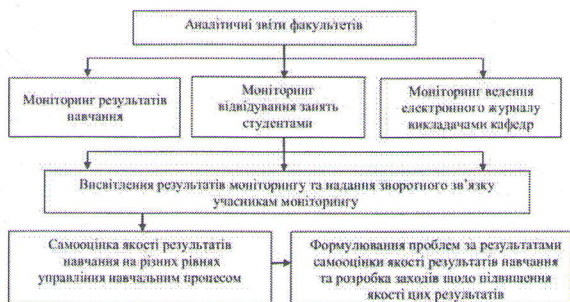 Аналітичні звіти факультетів
Моніторинг результатів
навчання
Моніторинг
відвідування занять
студентами
Моніторинг ведення
електронного журналу
викладачами кафедр
Висвітлення результатів моніторингу та надання зворотного зв’язку
учасникам моніторингу
Самооцінка якості результатів
навчання на різних рівнях
управління навчальним процесом
Формулювання проблем за результатами
самооцінки якості результатів навчання
та розробка заходів щодо підвищення
якості цих результатів